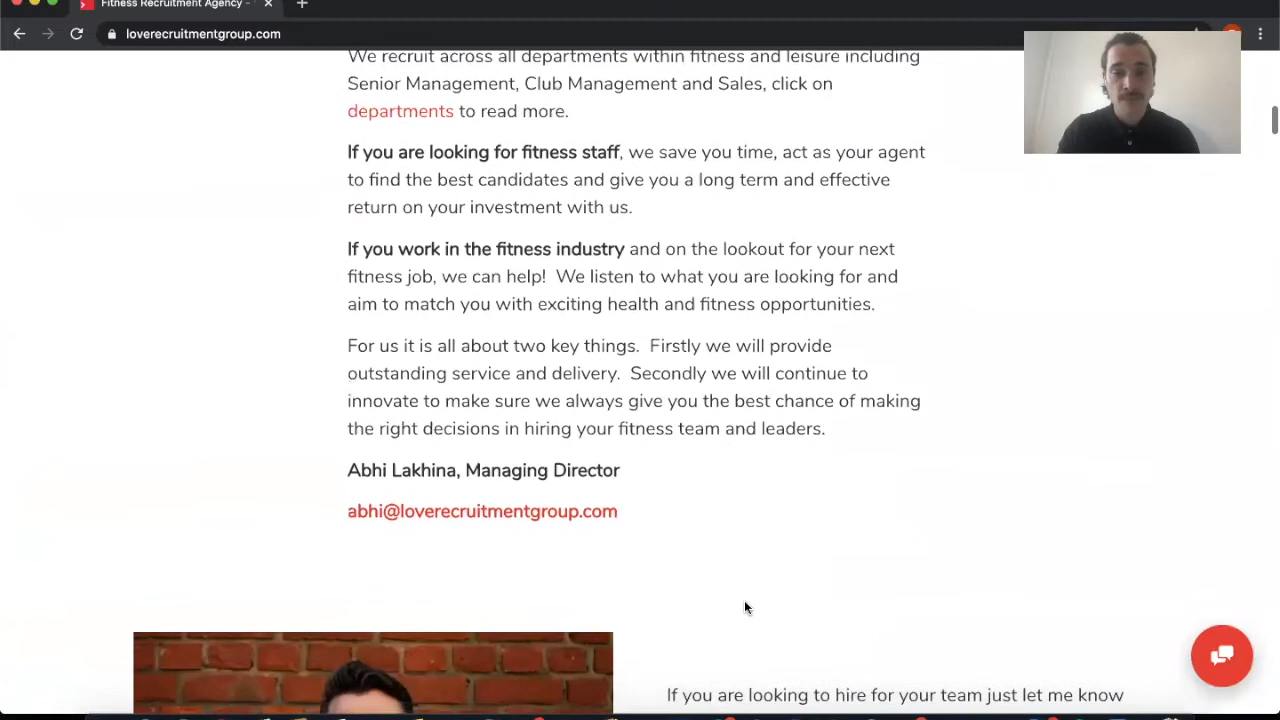 Fitness Recruitment Agency -
loverecruitmentgroup.com
We recruit across all departments within fitness and leisure including
Senior Management, Club Management and Sales, click on
departments to read more.
If you are looking for fitness staff, we save you time, act as your agent
to find the best candidates and give you a long term and effective
return on your investment with us.
If you work in the fitness industry and on the lookout for your next
fitness job, we can help!  We listen to what you are looking for and
aim to match you with exciting health and fitness opportunities.
For us it is all about two key things.  Firstly we will provide
outstanding service and delivery.  Secondly we will continue to
innovate to make sure we always give you the best chance of making
the right decisions in hiring your fitness team and leaders.
Abhi Lakhina, Managing Director
abhi@loverecruitmentgroup.com
If you are looking to hire for your team just let me know